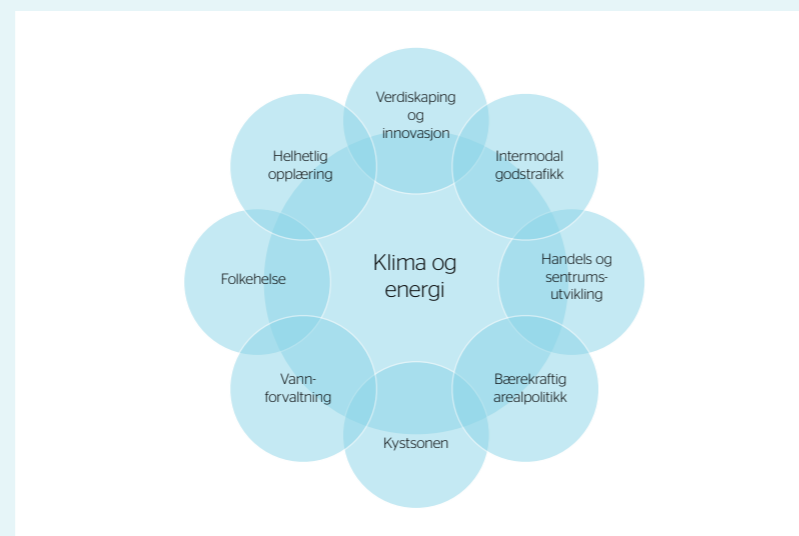 Verdiskaping
og
innovasjon
Intermodal
godstrafikk
Handels og
sentrums-
utvikling
Bærekraftig
arealpolitikk
Kystsonen
Vann-
forvaltning
Folkehelse
Helhetlig
opplæring
Klima og
energi